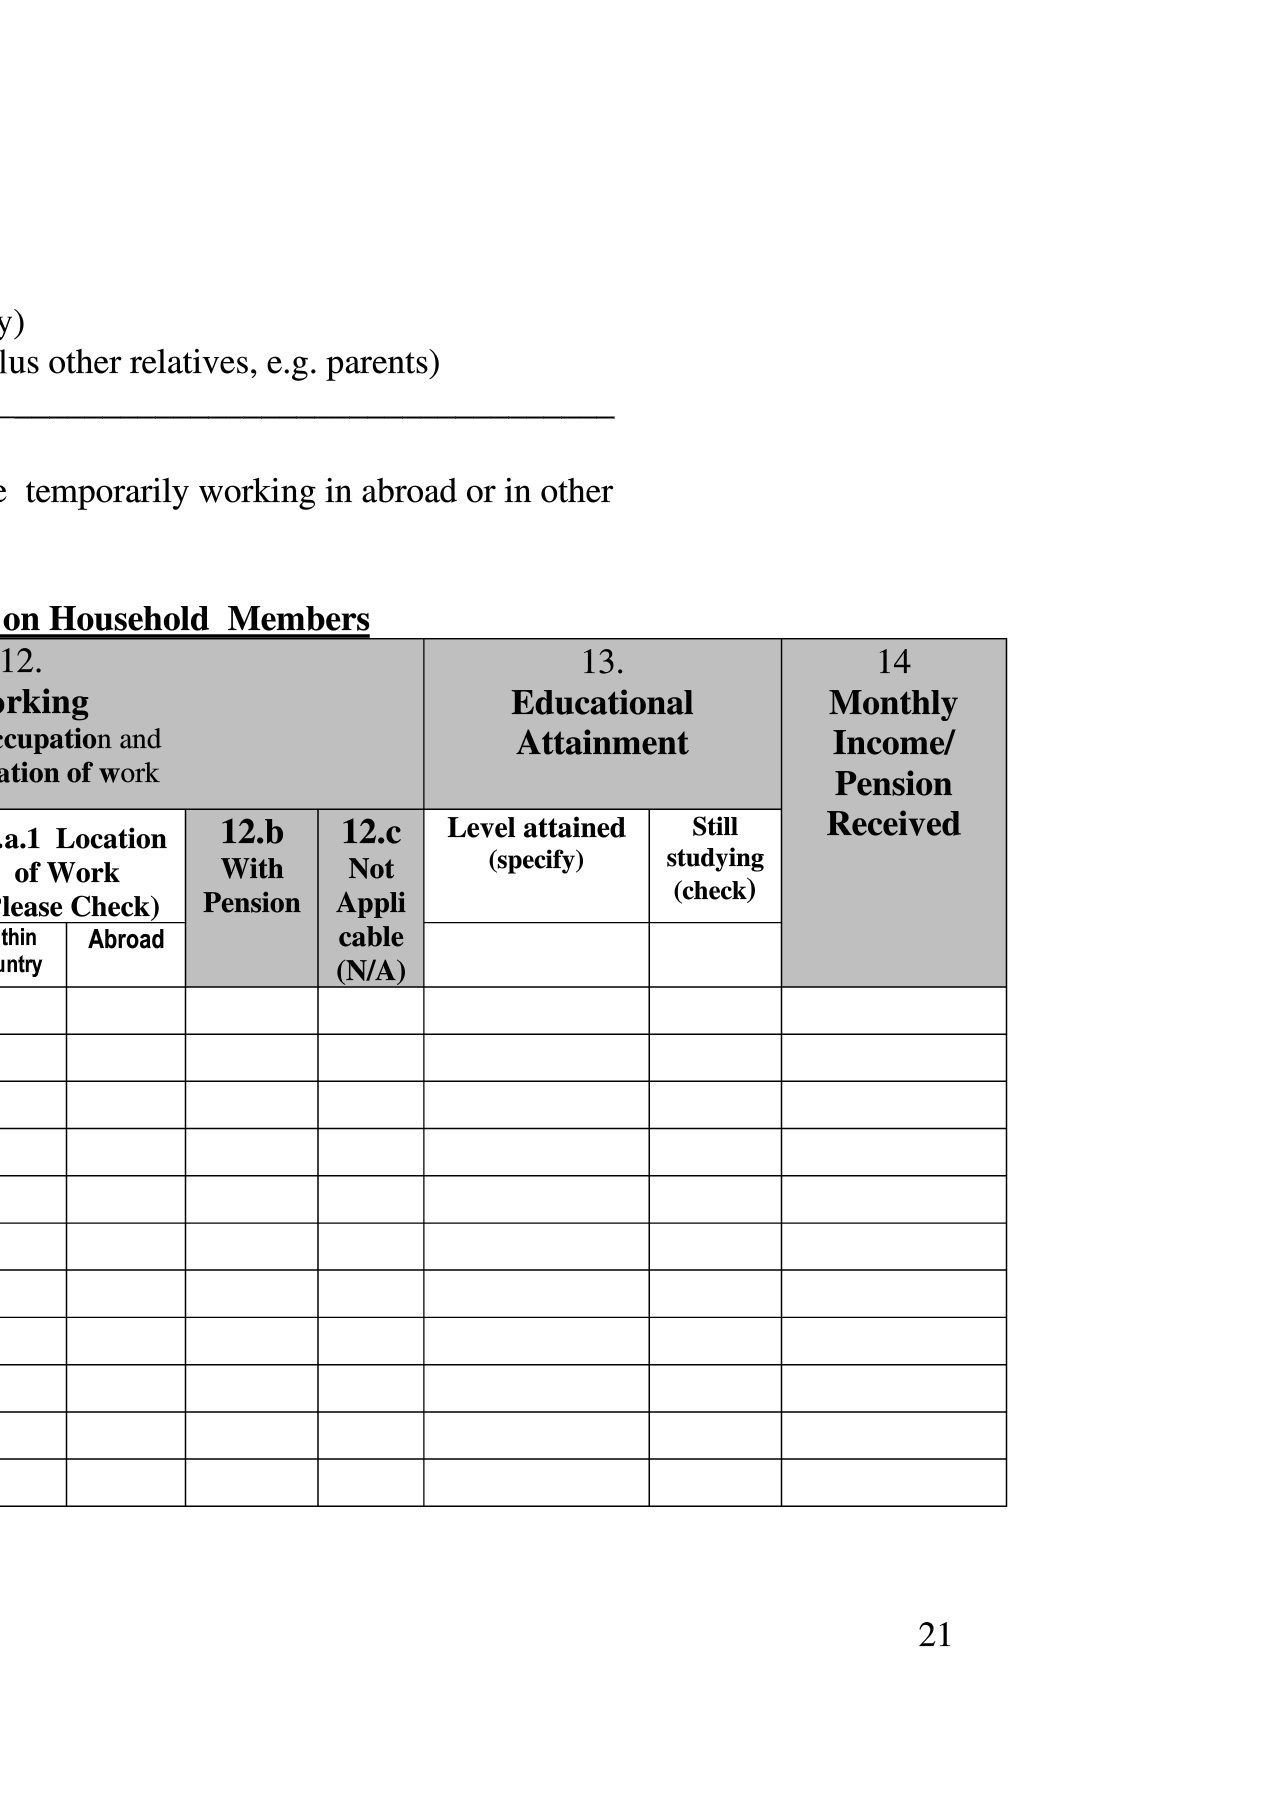 y)
lus other relatives, e.g. parents)
e temporarily working in abroad or in other
on Household Members
12.
orking
ccupation and
ation of work
13.
Educational
Attainment
14
Monthly
Income/
Pension
Received
.a.1 Location
of Work
lease Check)
thin
untry
Abroad
12.b
With
Pension
12.c
Not
Appli
cable
(N/A)
Level attained
(specify)
Still
studying
(check)
21